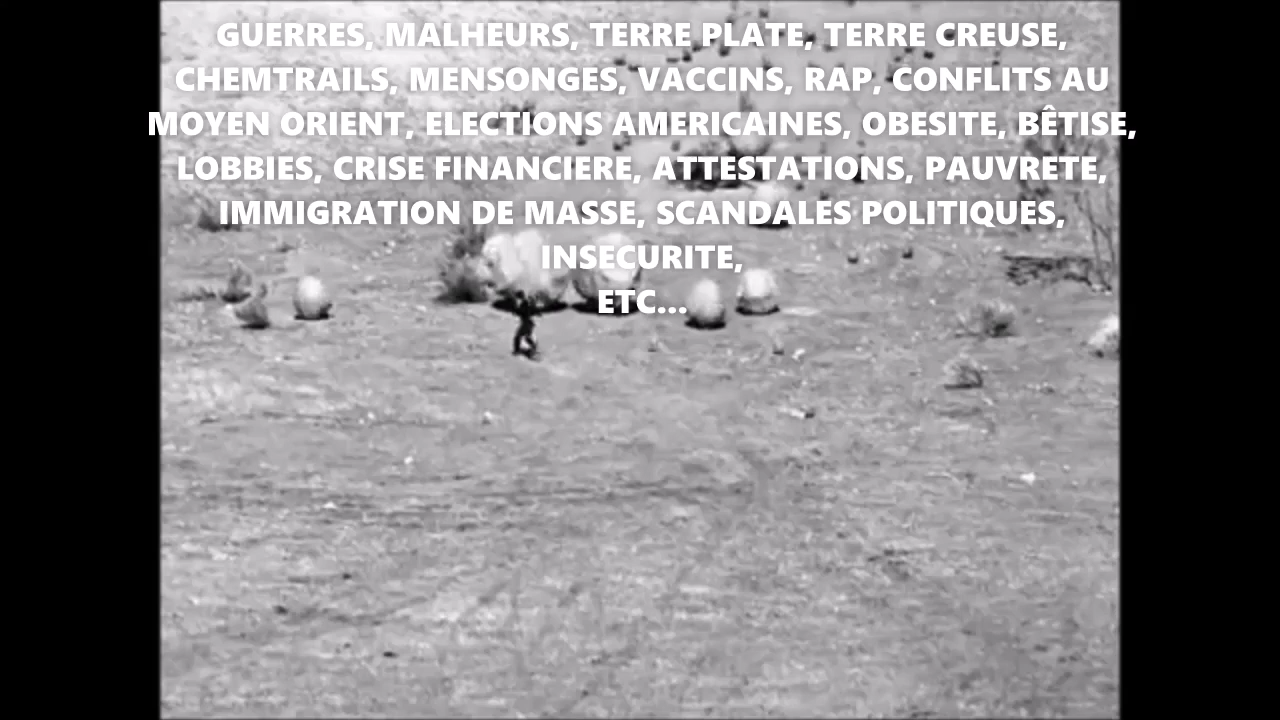 GUERRES, MALHEURS, TERRE PLATE, TERRE CREUSE,
CHEMTRAILS, MENSONGES, VACCINS, RAP, CONFLITS AU
MOYEN ORIENT, ELECTIONS AMERICAINES, OBESITE, BÊTISE,
LOBBIES, CRISE FINANCIERE, ATTESTATIONS, PAUVRETE,
IMMIGRATION DE MASSE, SCANDALES POLITIQUES,
INSECURITE,
ETC...